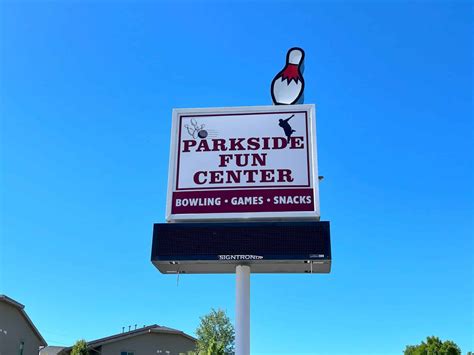 PARKSIDE
FUN
CENTER
BOWLING • GAMES • SNACKS
SIGNTRONIX